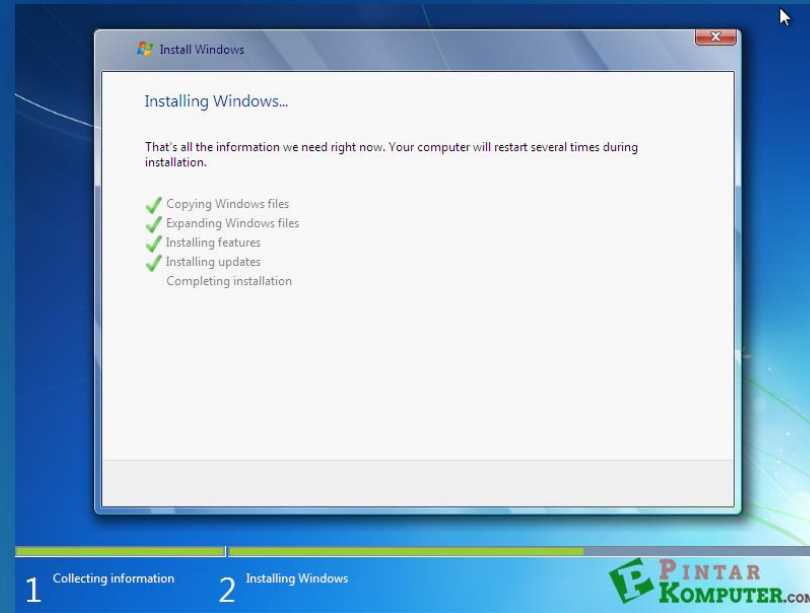 Install Windows
Installing Windows...
That's all the information we need right now. Your computer will restart several times during
installation.
Copying Windows files
Expanding Windows files
Installing features
Installing updates
Completing installation
1 Collecting information
2 Installing Windows
PINTAR
KOMPUTER.COM